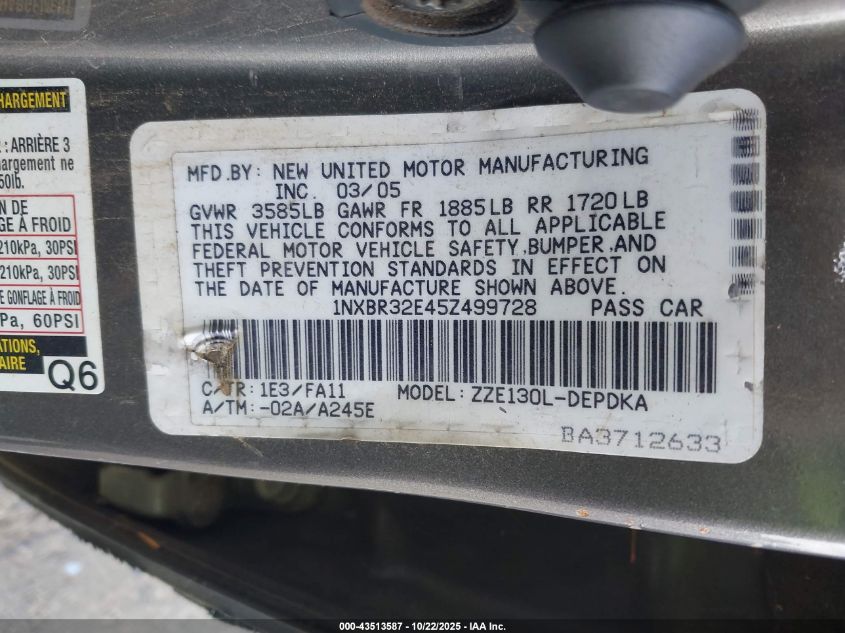 HARGEMENT
: ARRIÈRE 3
hargement ne
50lb.
N DE
GE À FROID
210kPa, 30PSI
210kPa, 30PSI
E GONFLAGE À FROID
Pa, 60PSI
ATIONS,
AIRE
Q6
MFD.BY: NEW UNITED MOTOR MANUFACTURING
INC. 03/05
GVWR 3585LB GAWR FR 1885LB RR 1720LB
THIS VEHICLE CONFORMS TO ALL APPLICABLE
FEDERAL MOTOR VEHICLE SAFETY,BUMPER,AND
THEFT PREVENTION STANDARDS IN EFFECT ON
THE DATE OF MANUFACTURE SHOWN ABOVE.
1NXBR32E45Z499728 PASS CAR
C/TR: 1E3/FA11 MODEL: ZZE130L-DEPDKA
A/TM: -02A/A245E
BA3712633
000-43513587 - 10/22/2025 - IAA Inc.